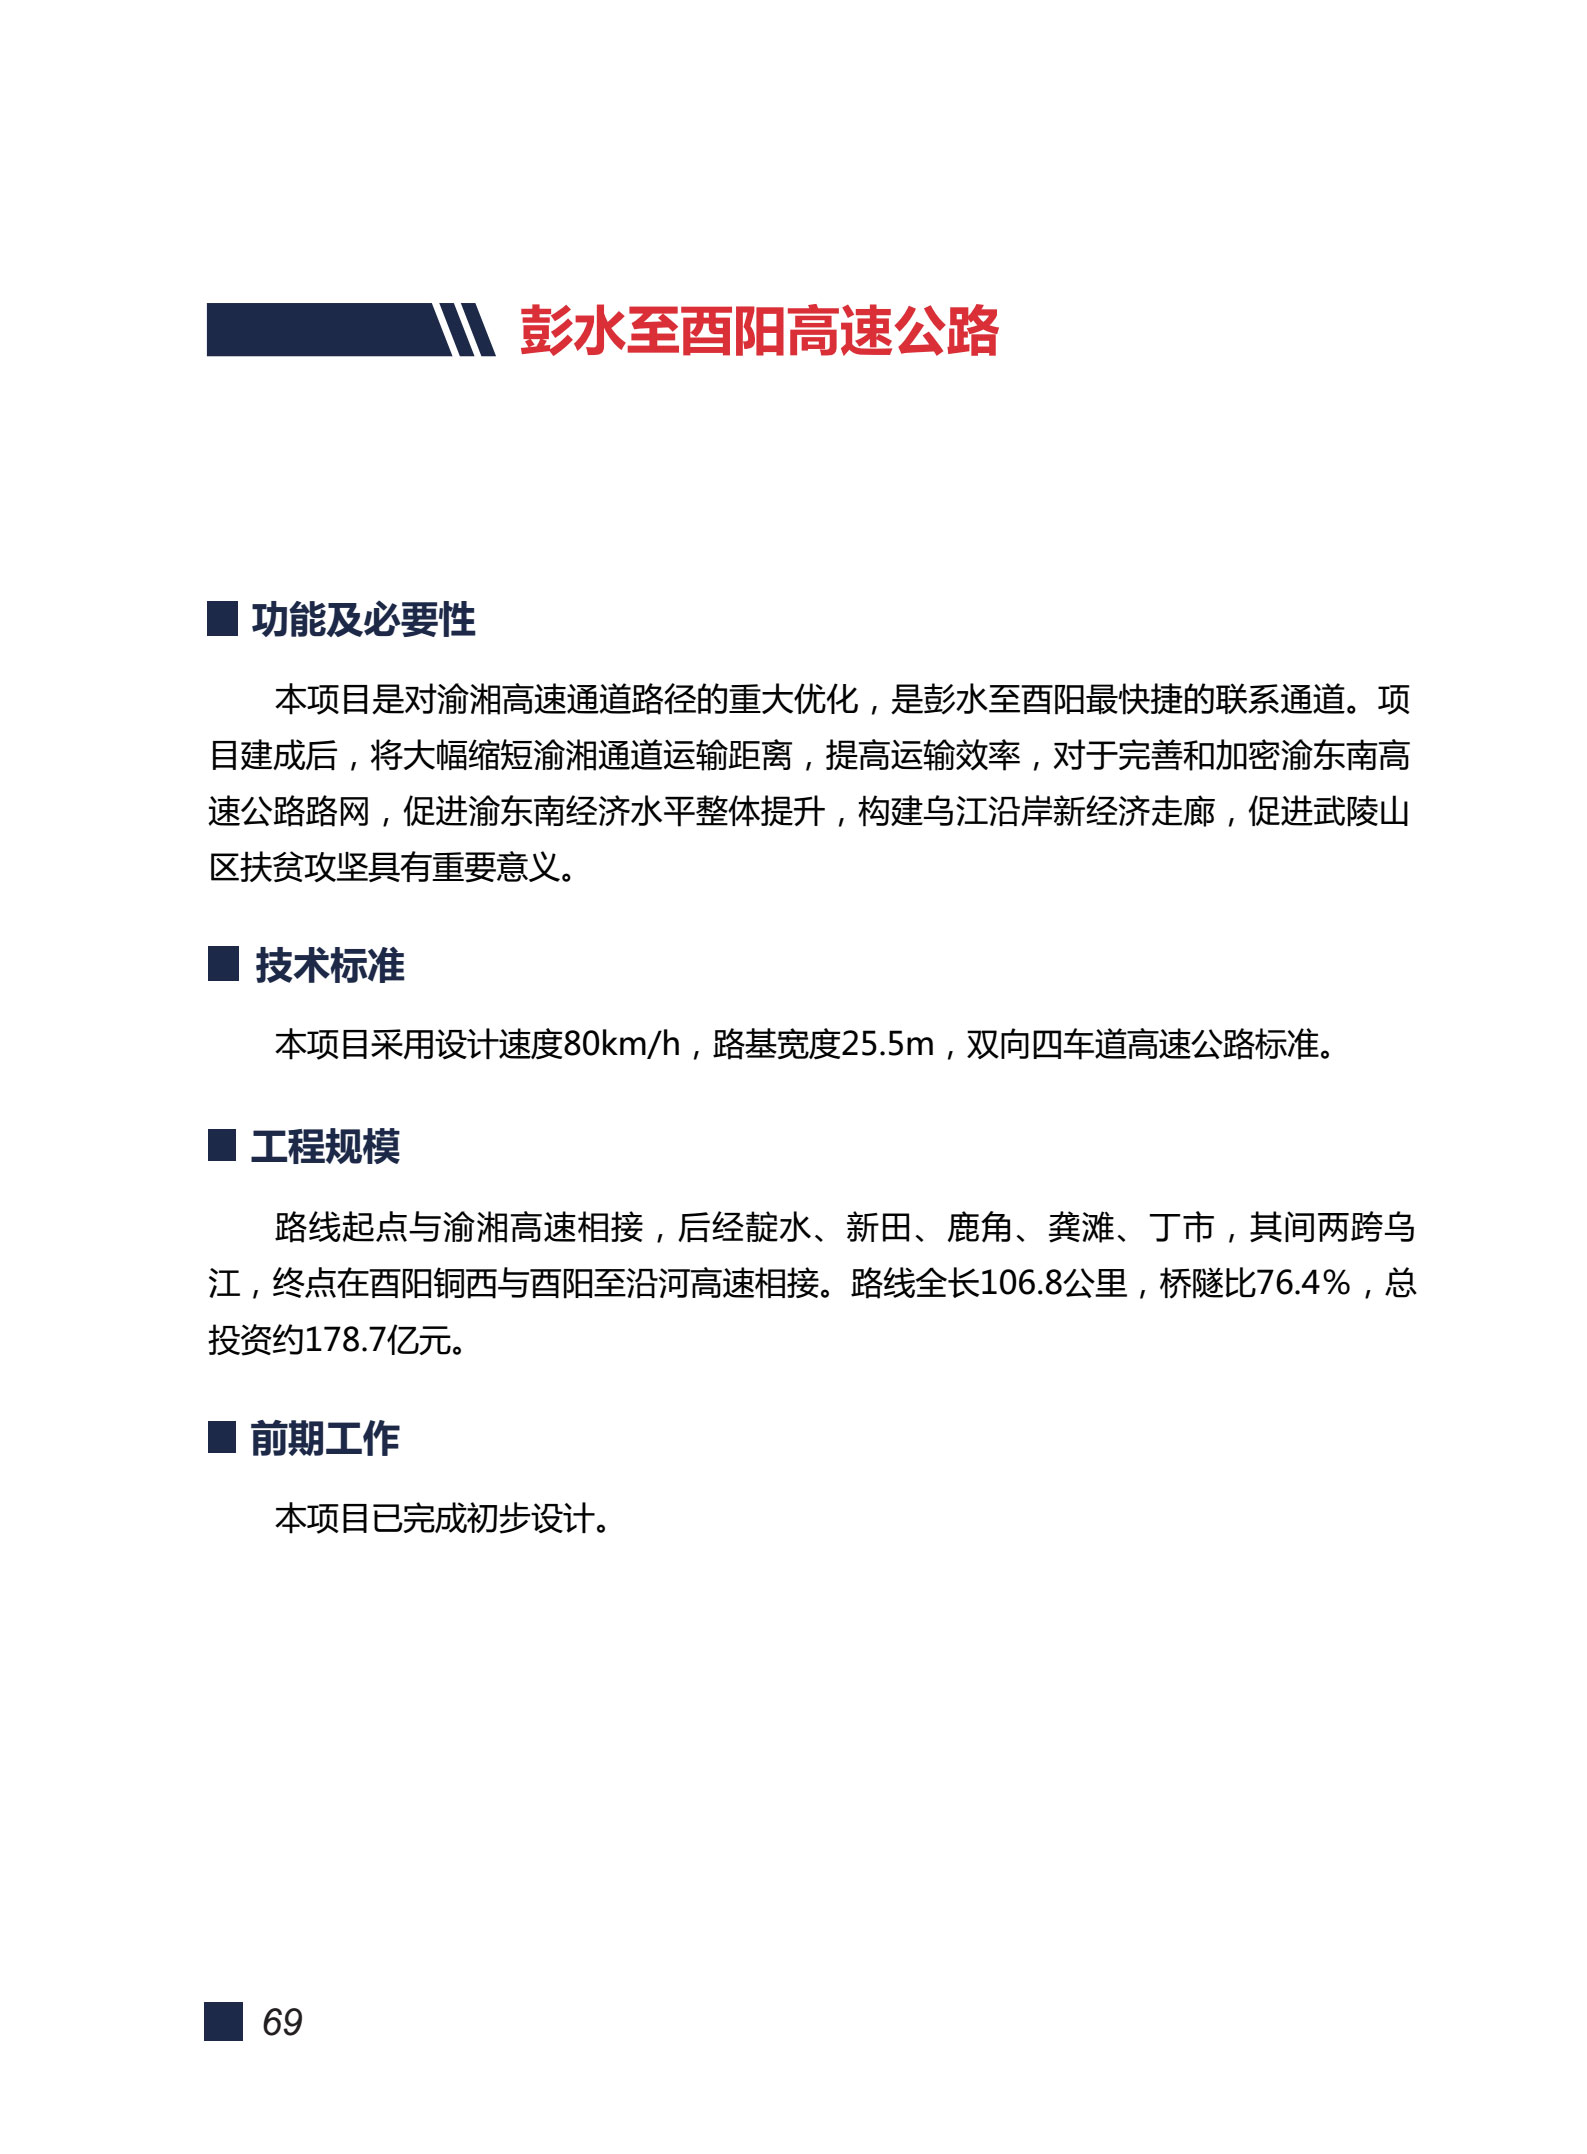 彭水至酉阳高速公路
功能及必要性
本项目是对渝湘高速通道路径的重大优化，是彭水至酉阳最快捷的联系通道。项
目建成后，将大幅缩短渝湘通道运输距离，提高运输效率，对于完善和加密渝东南高
速公路路网，促进渝东南经济水平整体提升，构建乌江沿岸新经济走廊，促进武陵山
区扶贫攻坚具有重要意义。
技术标准
本项目采用设计速度80km/h，路基宽度25.5m，双向四车道高速公路标准。
工程规模
路线起点与渝湘高速相接，后经靛水、新田、鹿角、龚滩、丁市，其间两跨乌
江，终点在酉阳铜西与酉阳至沿河高速相接。路线全长106.8公里，桥隧比76.4%，总
投资约178.7亿元。
前期工作
本项目已完成初步设计。
69